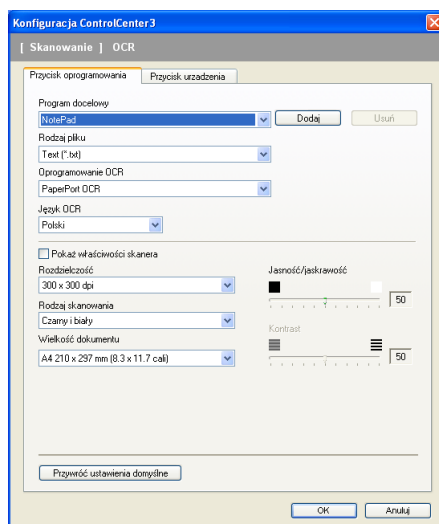 Konfiguracja ControlCenter3
[ Skanowanie ] OCR
Przycisk oprogramowania Przycisk urzadzenia
Program docelowy
NotePad Dodaj Usuń
Rodzaj pliku
Text (*.txt)
Oprogramowanie OCR
PaperPort OCR
Język OCR
Polski
Pokaż właściwości skanera
Rozdzielczość Jasność/jaskrawość
300 x 300 dpi
50
Rodzaj skanowania
Czarny i biały
Kontrast
Wielkość dokumentu
A4 210 x 297 mm (8.3 x 11.7 cali) 50
Przywróć ustawienia domyślne
OK Anuluj